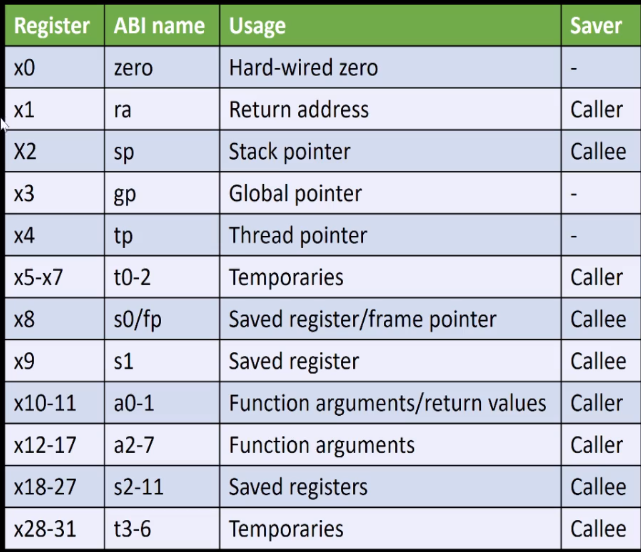 Register ABI name Usage Saver
x0 zero Hard-wired zero -
x1 ra Return address Caller
X2 sp Stack pointer Callee
x3 gp Global pointer -
x4 tp Thread pointer -
x5-x7 t0-2 Temporaries Caller
x8 s0/fp Saved register/frame pointer Callee
x9 s1 Saved register Callee
x10-11 a0-1 Function arguments/return values Caller
x12-17 a2-7 Function arguments Caller
x18-27 s2-11 Saved registers Callee
x28-31 t3-6 Temporaries Callee